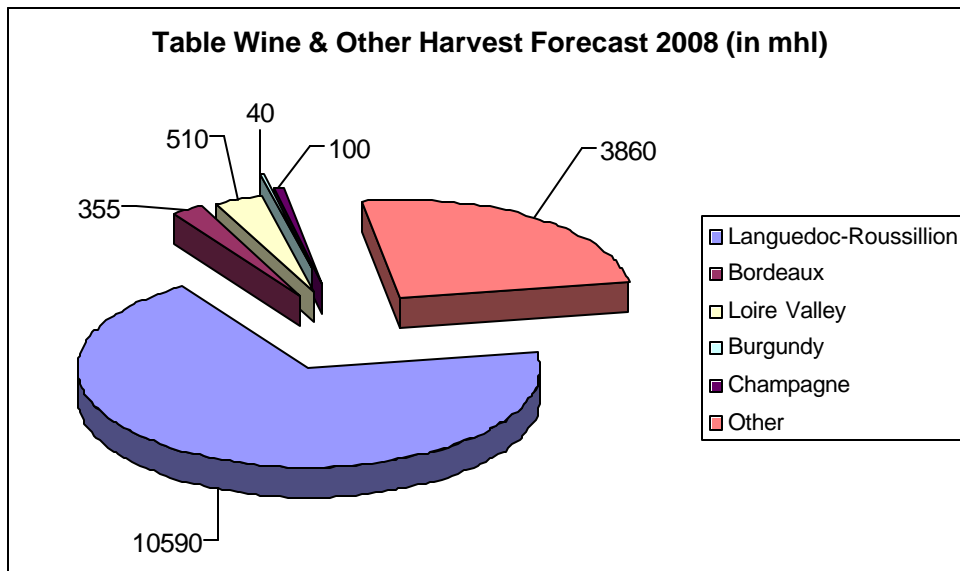 Table Wine & Other Harvest Forecast 2008 (in mhl)
40
510
100
3860
355
Languedoc-Roussillion
Bordeaux
Loire Valley
Burgundy
Champagne
Other
10590